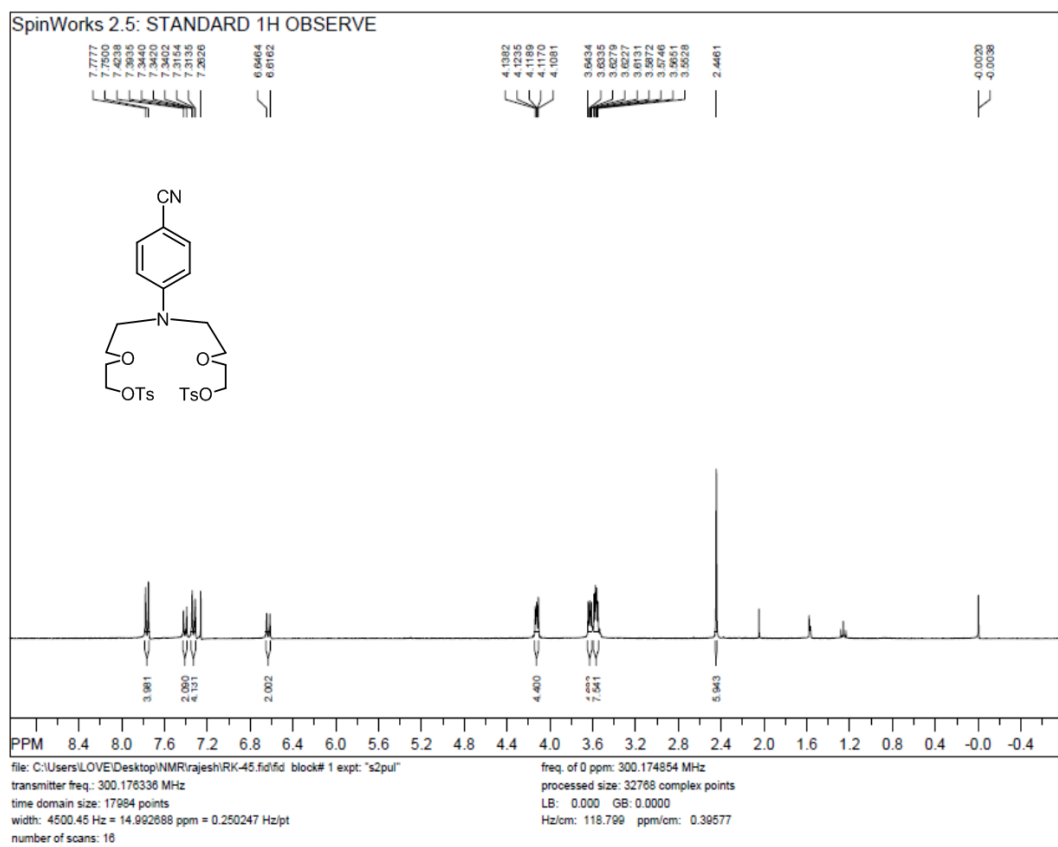 SpinWorks 2.5: STANDARD 1H OBSERVE
7.7777
7.7500
7.4238
7.3935
7.3440
7.3420
7.3402
7.3154
7.3135
7.2626
6.6464
6.6162
4.1382
4.1235
4.1189
4.1170
4.1081
3.6434
3.6335
3.6279
3.6227
3.6131
3.5872
3.5746
3.5651
3.5528
2.4461
-0.0020
-0.0038
CN
N
O
O
OTs
TsO
3.981
2.090
4.131
2.002
4.400
7.541
5.943
PPM 8.4 8.0 7.6 7.2 6.8 6.4 6.0 5.6 5.2 4.8 4.4 4.0 3.6 3.2 2.8 2.4 2.0 1.6 1.2 0.8 0.4 -0.0 -0.4
file: C:\Users\LOVE\Desktop\NMR\rajesh\RK-45.fid\fid block# 1 expt: "s2pul"
transmitter freq.: 300.176336 MHz
time domain size: 17984 points
width: 4500.45 Hz = 14.992688 ppm = 0.250247 Hz/pt
number of scans: 16
freq. of 0 ppm: 300.174854 MHz
processed size: 32768 complex points
LB: 0.000 GB: 0.0000
Hz/cm: 118.799 ppm/cm: 0.39577